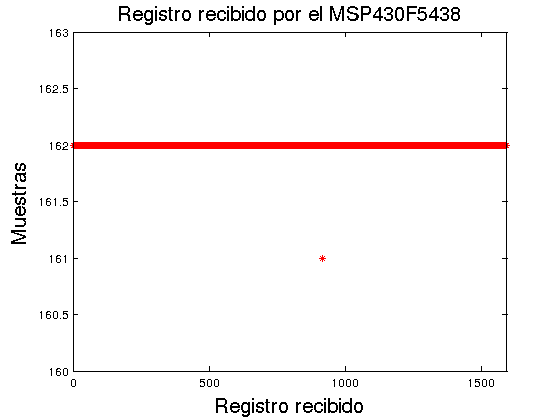 Registro recibido por el MSP430F5438
163
162.5
162
161.5
161
160.5
160
Muestras
0 500 1000 1500
Registro recibido